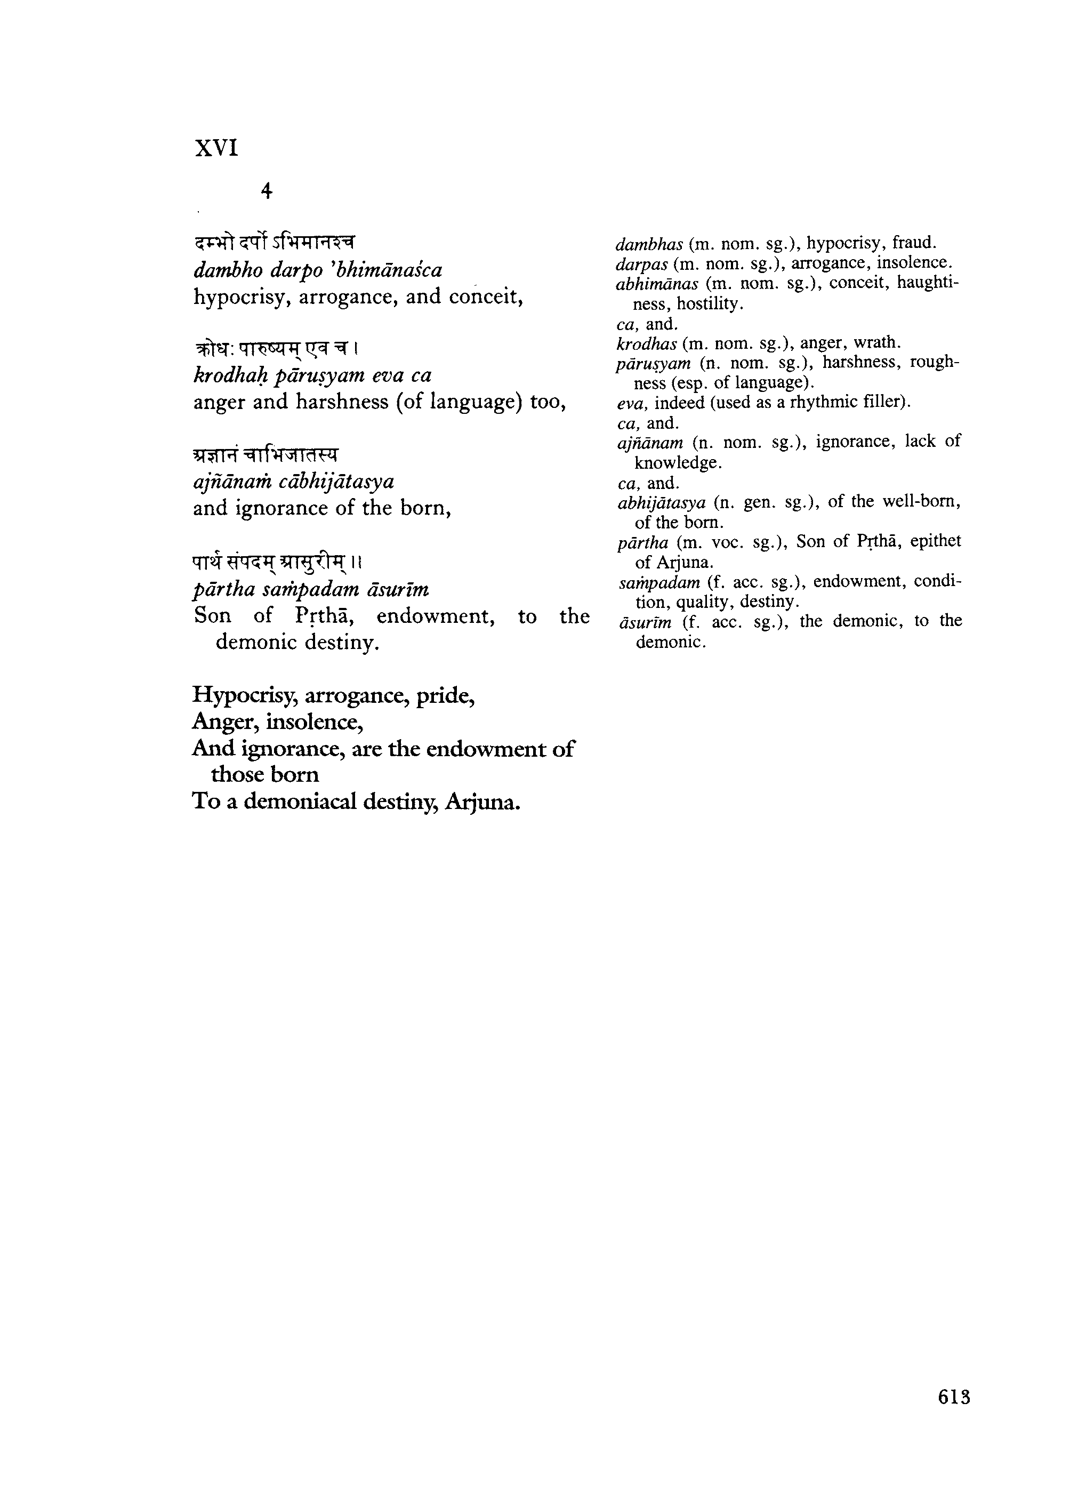 XVI
4
दम्भो दर्पो ऽभिमानश्च
dambho darpo 'bhimānaśca
hypocrisy, arrogance, and conceit,
क्रोधः पारुष्यम् एव च ।
krodhaḥ pāruṣyam eva ca
anger and harshness (of language) too,
अज्ञानं चाभिजातस्य
ajñānaṁ cābhijātasya
and ignorance of the born,
पार्थ संपदम् आसुरीम् ॥
pārtha saṁpadam āsurīm
Son of Pṛthā, endowment, to the
demonic destiny.
Hypocrisy, arrogance, pride,
Anger, insolence,
And ignorance, are the endowment of
those born
To a demoniacal destiny, Arjuna.
dambhas (m. nom. sg.), hypocrisy, fraud.
darpas (m. nom. sg.), arrogance, insolence.
abhimānas (m. nom. sg.), conceit, haughti-
ness, hostility.
ca, and.
krodhas (m. nom. sg.), anger, wrath.
pāruṣyam (n. nom. sg.), harshness, rough-
ness (esp. of language).
eva, indeed (used as a rhythmic filler).
ca, and.
ajñānam (n. nom. sg.), ignorance, lack of
knowledge.
ca, and.
abhijātasya (n. gen. sg.), of the well-born,
of the born.
pārtha (m. voc. sg.), Son of Pṛthā, epithet
of Arjuna.
saṁpadam (f. acc. sg.), endowment, condi-
tion, quality, destiny.
āsurīm (f. acc. sg.), the demonic, to the
demonic.
613